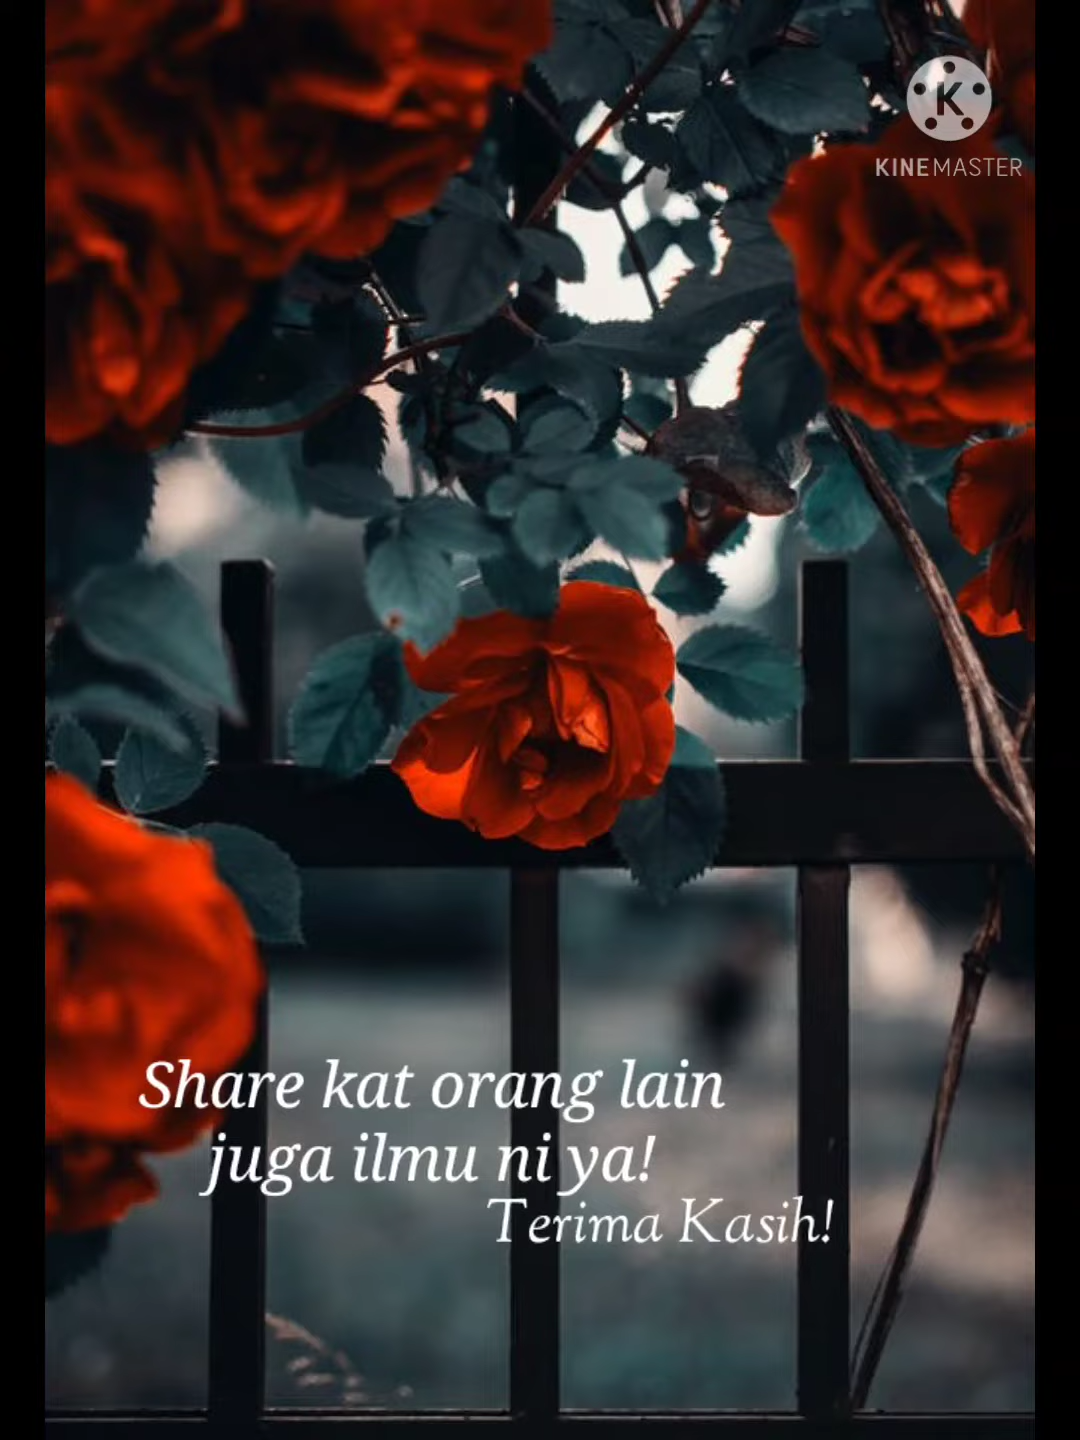 K
KINEMASTER
Share kat orang lain
juga ilmu ni ya!
Terima Kasih!